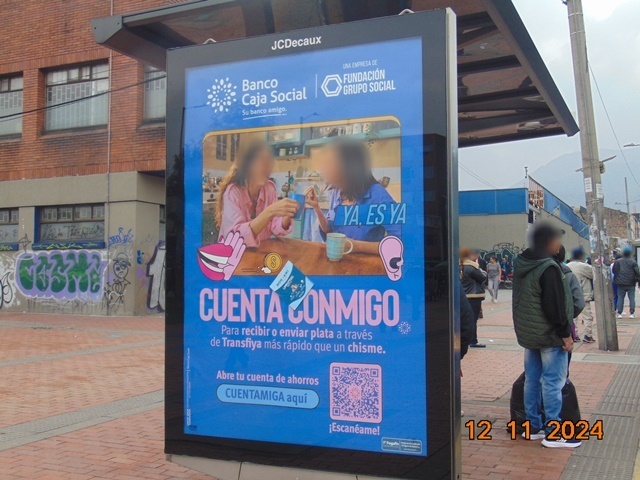 JCDecaux
Banco
Caja Social
Su banco amigo.
UNA EMPRESA DE
FUNDACIÓN
GRUPO SOCIAL
YA, ES YA
CUENTA CONMIGO
Para recibir o enviar plata a través
de Transfiya más rápido que un chisme.
Abre tu cuenta de ahorros
CUENTAMIGA aquí
¡Escanéame!
12 11 2024